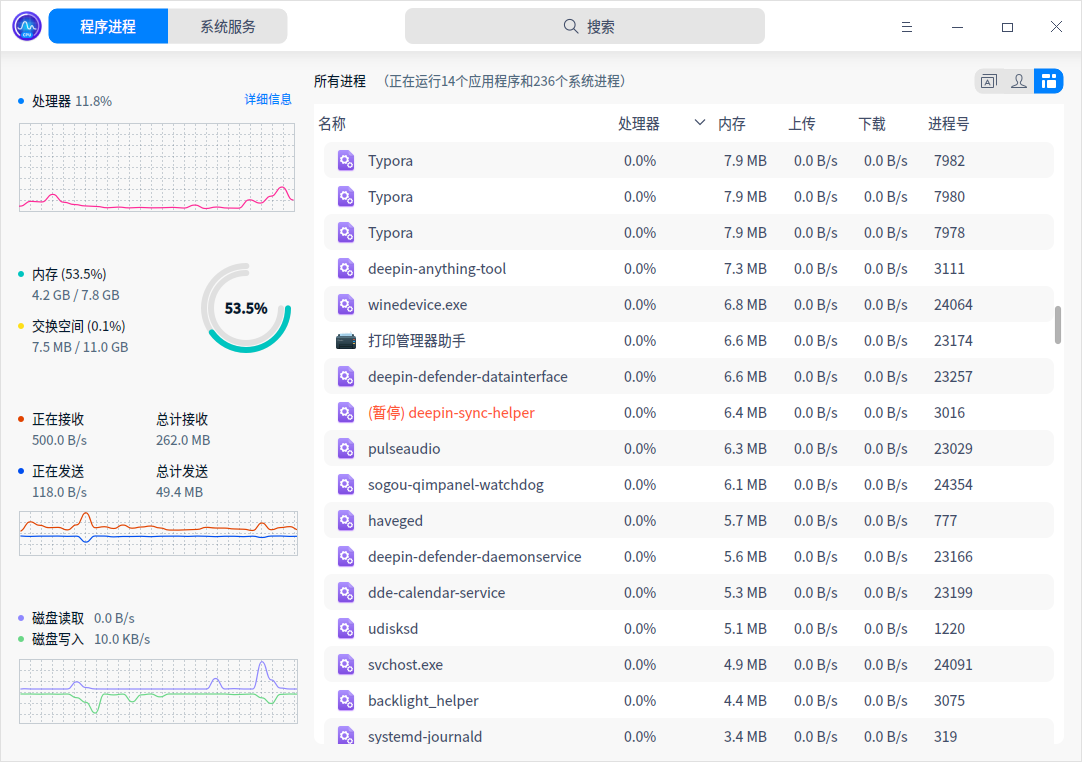 程序进程 系统服务 搜索
所有进程 （正在运行14个应用程序和236个系统进程）
处理器 11.8% 详细信息
内存 (53.5%)
4.2 GB / 7.8 GB
53.5%
交换空间 (0.1%)
7.5 MB / 11.0 GB
正在接收 总计接收
500.0 B/s 262.0 MB
正在发送 总计发送
118.0 B/s 49.4 MB
磁盘读取 0.0 B/s
磁盘写入 10.0 KB/s
名称 处理器 内存 上传 下载 进程号
Typora 0.0% 7.9 MB 0.0 B/s 0.0 B/s 7982
Typora 0.0% 7.9 MB 0.0 B/s 0.0 B/s 7980
Typora 0.0% 7.9 MB 0.0 B/s 0.0 B/s 7978
deepin-anything-tool 0.0% 7.3 MB 0.0 B/s 0.0 B/s 3111
winedevice.exe 0.0% 6.8 MB 0.0 B/s 0.0 B/s 24064
打印管理器助手 0.0% 6.6 MB 0.0 B/s 0.0 B/s 23174
deepin-defender-datainterface 0.0% 6.6 MB 0.0 B/s 0.0 B/s 23257
(暂停) deepin-sync-helper 0.0% 6.4 MB 0.0 B/s 0.0 B/s 3016
pulseaudio 0.0% 6.3 MB 0.0 B/s 0.0 B/s 23029
sogou-qimpanel-watchdog 0.0% 6.1 MB 0.0 B/s 0.0 B/s 24354
haveged 0.0% 5.7 MB 0.0 B/s 0.0 B/s 777
deepin-defender-daemonservice 0.0% 5.6 MB 0.0 B/s 0.0 B/s 23166
dde-calendar-service 0.0% 5.3 MB 0.0 B/s 0.0 B/s 23199
udisksd 0.0% 5.1 MB 0.0 B/s 0.0 B/s 1220
svchost.exe 0.0% 4.9 MB 0.0 B/s 0.0 B/s 24091
backlight_helper 0.0% 4.4 MB 0.0 B/s 0.0 B/s 3075
systemd-journald 0.0% 3.4 MB 0.0 B/s 0.0 B/s 319